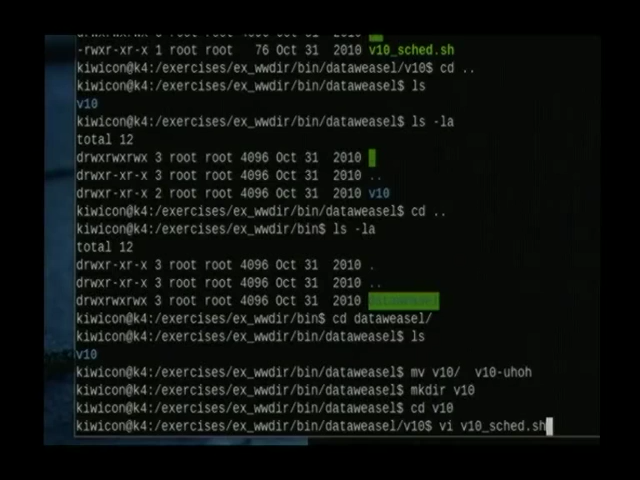 -rwxr-xr-x 1 root root   76 Oct 31  2010 v10_sched.sh
kiwicon@k4:/exercises/ex_wwdir/bin/dataweasel/v10$ cd ..
kiwicon@k4:/exercises/ex_wwdir/bin/dataweasel$ ls
v10
kiwicon@k4:/exercises/ex_wwdir/bin/dataweasel$ ls -la
total 12
drwxrwxrwx 3 root root 4096 Oct 31  2010 .
drwxr-xr-x 3 root root 4096 Oct 31  2010 ..
drwxr-xr-x 2 root root 4096 Oct 31  2010 v10
kiwicon@k4:/exercises/ex_wwdir/bin/dataweasel$ cd ..
kiwicon@k4:/exercises/ex_wwdir/bin$ ls -la
total 12
drwxr-xr-x 3 root root 4096 Oct 31  2010 .
drwxr-xr-x 3 root root 4096 Oct 31  2010 ..
drwxrwxrwx 3 root root 4096 Oct 31  2010 dataweasel
kiwicon@k4:/exercises/ex_wwdir/bin$ cd dataweasel/
kiwicon@k4:/exercises/ex_wwdir/bin/dataweasel$ ls
v10
kiwicon@k4:/exercises/ex_wwdir/bin/dataweasel$ mv v10/  v10-uhoh
kiwicon@k4:/exercises/ex_wwdir/bin/dataweasel$ mkdir v10
kiwicon@k4:/exercises/ex_wwdir/bin/dataweasel$ cd v10
kiwicon@k4:/exercises/ex_wwdir/bin/dataweasel/v10$ vi v10_sched.sh